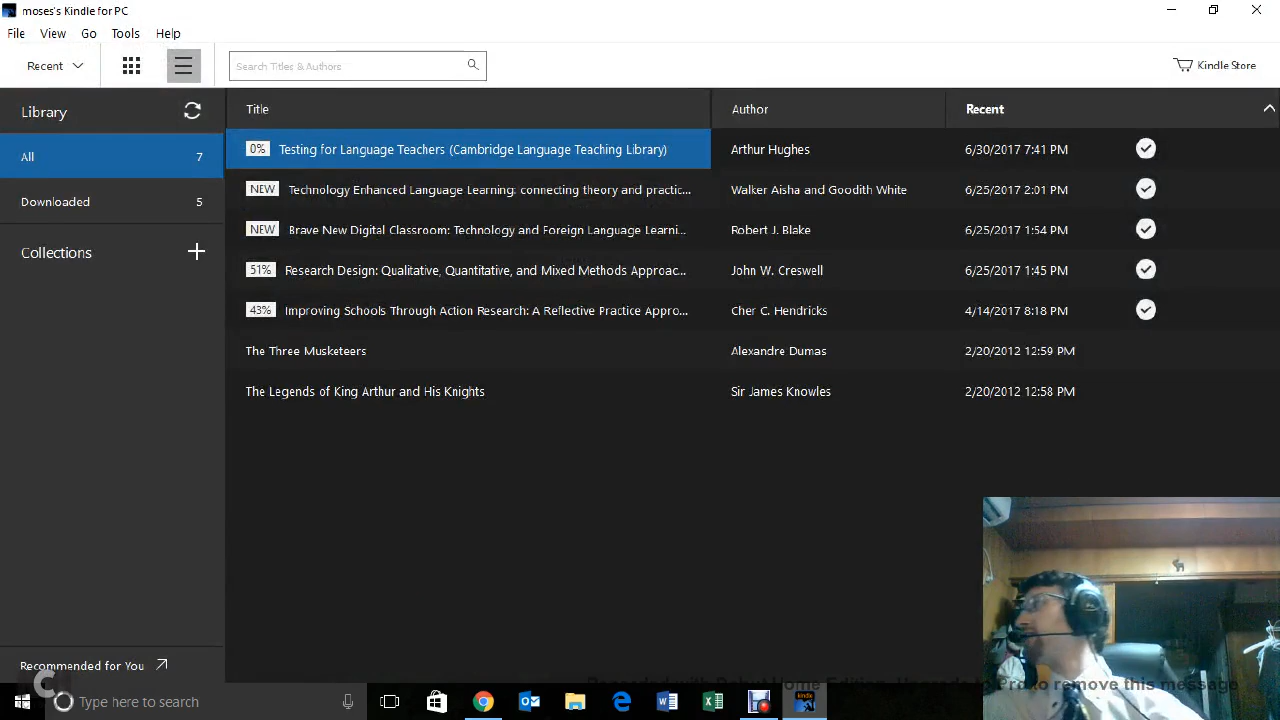 moses's Kindle for PC
File View Go Tools Help
Recent
Search Titles & Authors
Kindle Store
Library
Title Author Recent
All 7
0% Testing for Language Teachers (Cambridge Language Teaching Library) Arthur Hughes 6/30/2017 7:41 PM
NEW Technology Enhanced Language Learning: connecting theory and practic... Walker Aisha and Goodith White 6/25/2017 2:01 PM
Downloaded 5
NEW Brave New Digital Classroom: Technology and Foreign Language Learni... Robert J. Blake 6/25/2017 1:54 PM
Collections
51% Research Design: Qualitative, Quantitative, and Mixed Methods Approac... John W. Creswell 6/25/2017 1:45 PM
43% Improving Schools Through Action Research: A Reflective Practice Appro... Cher C. Hendricks 4/14/2017 8:18 PM
The Three Musketeers Alexandre Dumas 2/20/2012 12:59 PM
The Legends of King Arthur and His Knights Sir James Knowles 2/20/2012 12:58 PM
Recommended for You
Type here to search
kindle
to remove this message